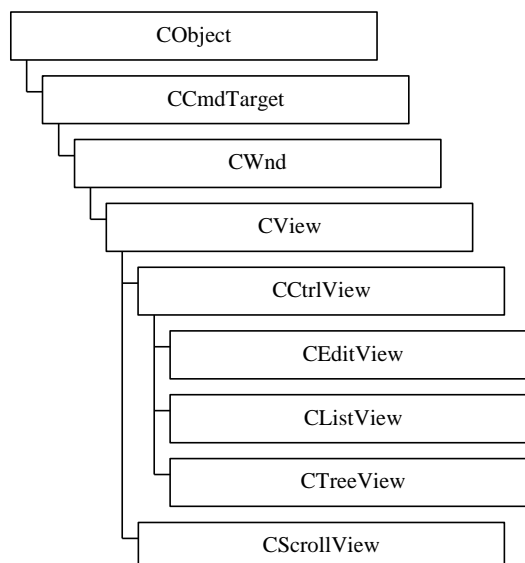 CObject
CCmdTarget
CWnd
CView
CCtrlView
CEditView
CListView
CTreeView
CScrollView